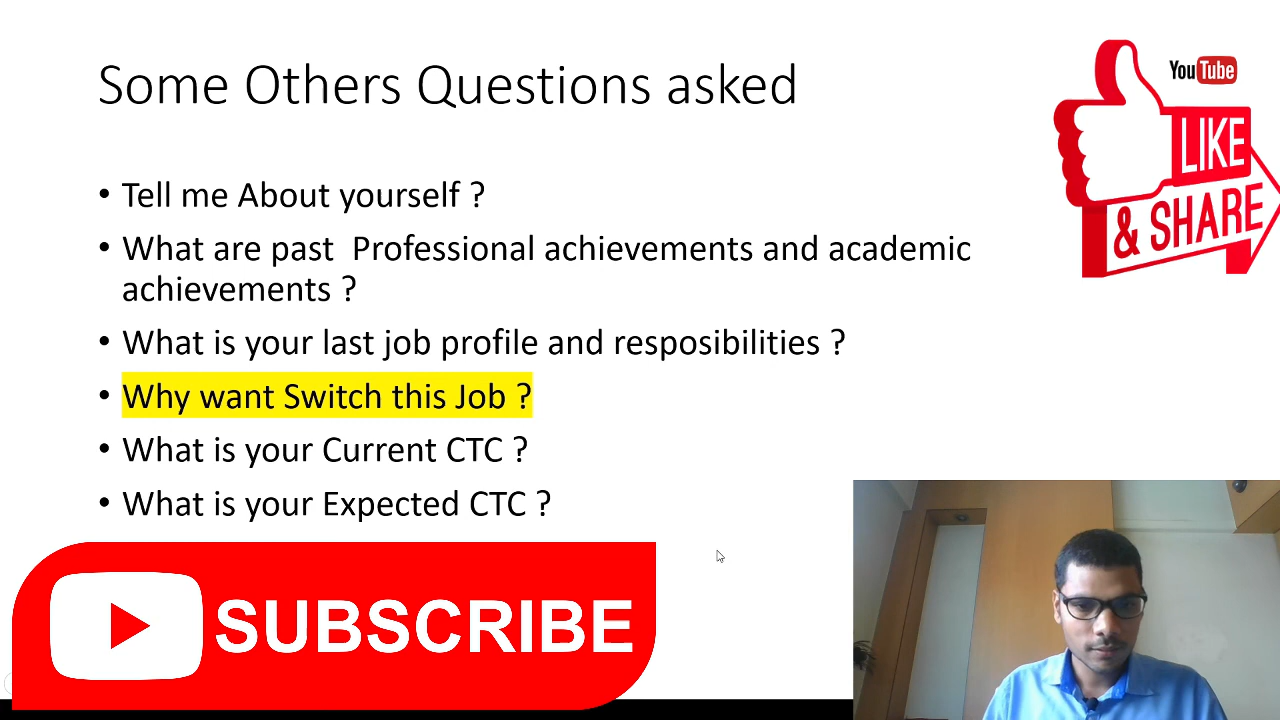 Some Others Questions asked
• Tell me About yourself ?
• What are past  Professional achievements and academic
achievements ?
• What is your last job profile and resposibilities ?
• Why want Switch this Job ?
• What is your Current CTC ?
• What is your Expected CTC ?
YouTube
LIKE
& SHARE
SUBSCRIBE